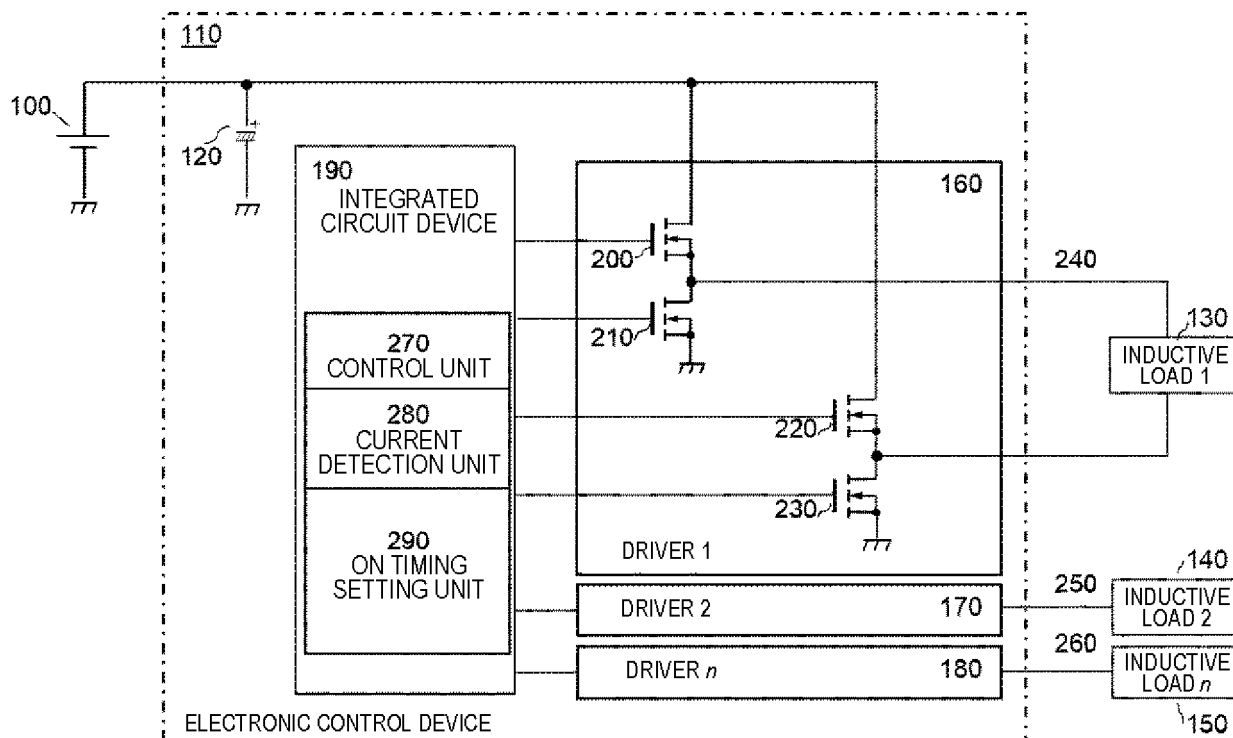 110
100
120
190
INTEGRATED
CIRCUIT DEVICE
160
200
240
210
130
INDUCTIVE
LOAD 1
270
CONTROL UNIT
280
CURRENT
DETECTION UNIT
220
230
290
ON TIMING
SETTING UNIT
DRIVER 1
140
DRIVER 2
170
250
INDUCTIVE
LOAD 2
DRIVER n
180
260
INDUCTIVE
LOAD n
150
ELECTRONIC CONTROL DEVICE